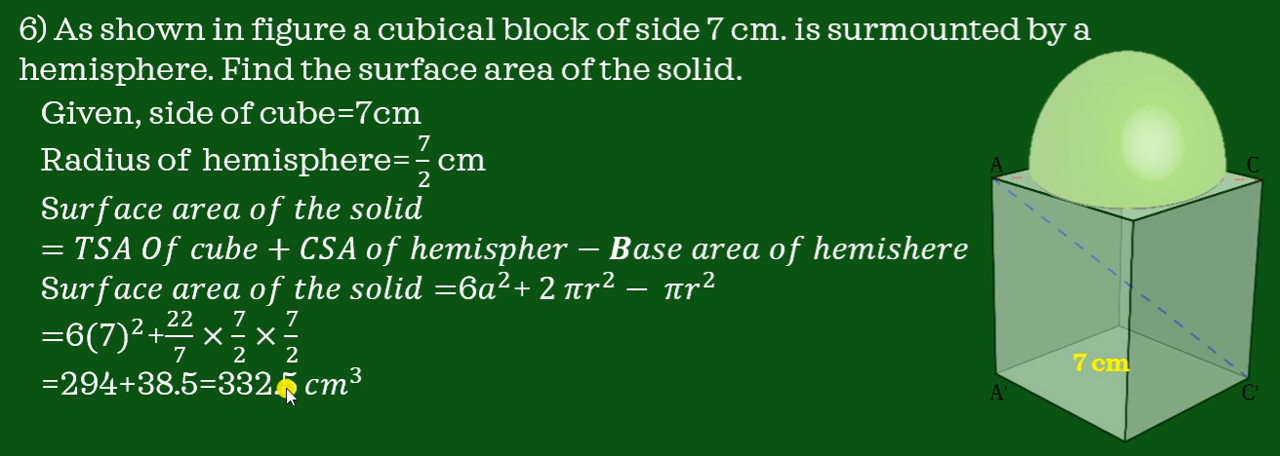 6) As shown in figure a cubical block of side 7 cm. is surmounted by a
hemisphere. Find the surface area of the solid.
Given, side of cube=7cm
Radius of hemisphere=7/2 cm
Surface area of the solid
= TSA Of cube + CSA of hemispher − Base area of hemishere
Surface area of the solid =6a²+ 2 πr² − πr²
=6(7)²+22/7 × 7/2 × 7/2
=294+38.5=332.5 cm³
A
C
7 cm
A'
C'